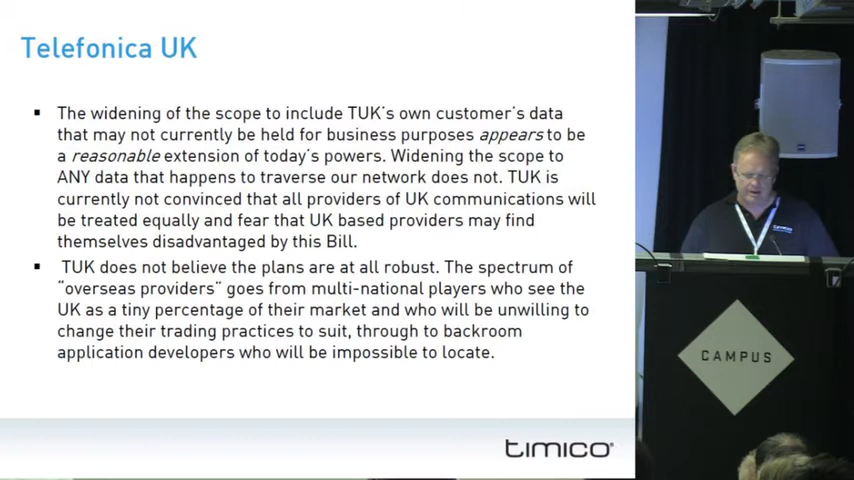 Telefonica UK
▪ The widening of the scope to include TUK's own customer's data
that may not currently be held for business purposes appears to be
a reasonable extension of today's powers. Widening the scope to
ANY data that happens to traverse our network does not. TUK is
currently not convinced that all providers of UK communications will
be treated equally and fear that UK based providers may find
themselves disadvantaged by this Bill.
▪ TUK does not believe the plans are at all robust. The spectrum of
"overseas providers" goes from multi-national players who see the
UK as a tiny percentage of their market and who will be unwilling to
change their trading practices to suit, through to backroom
application developers who will be impossible to locate.
timico
timico
CAMPUS